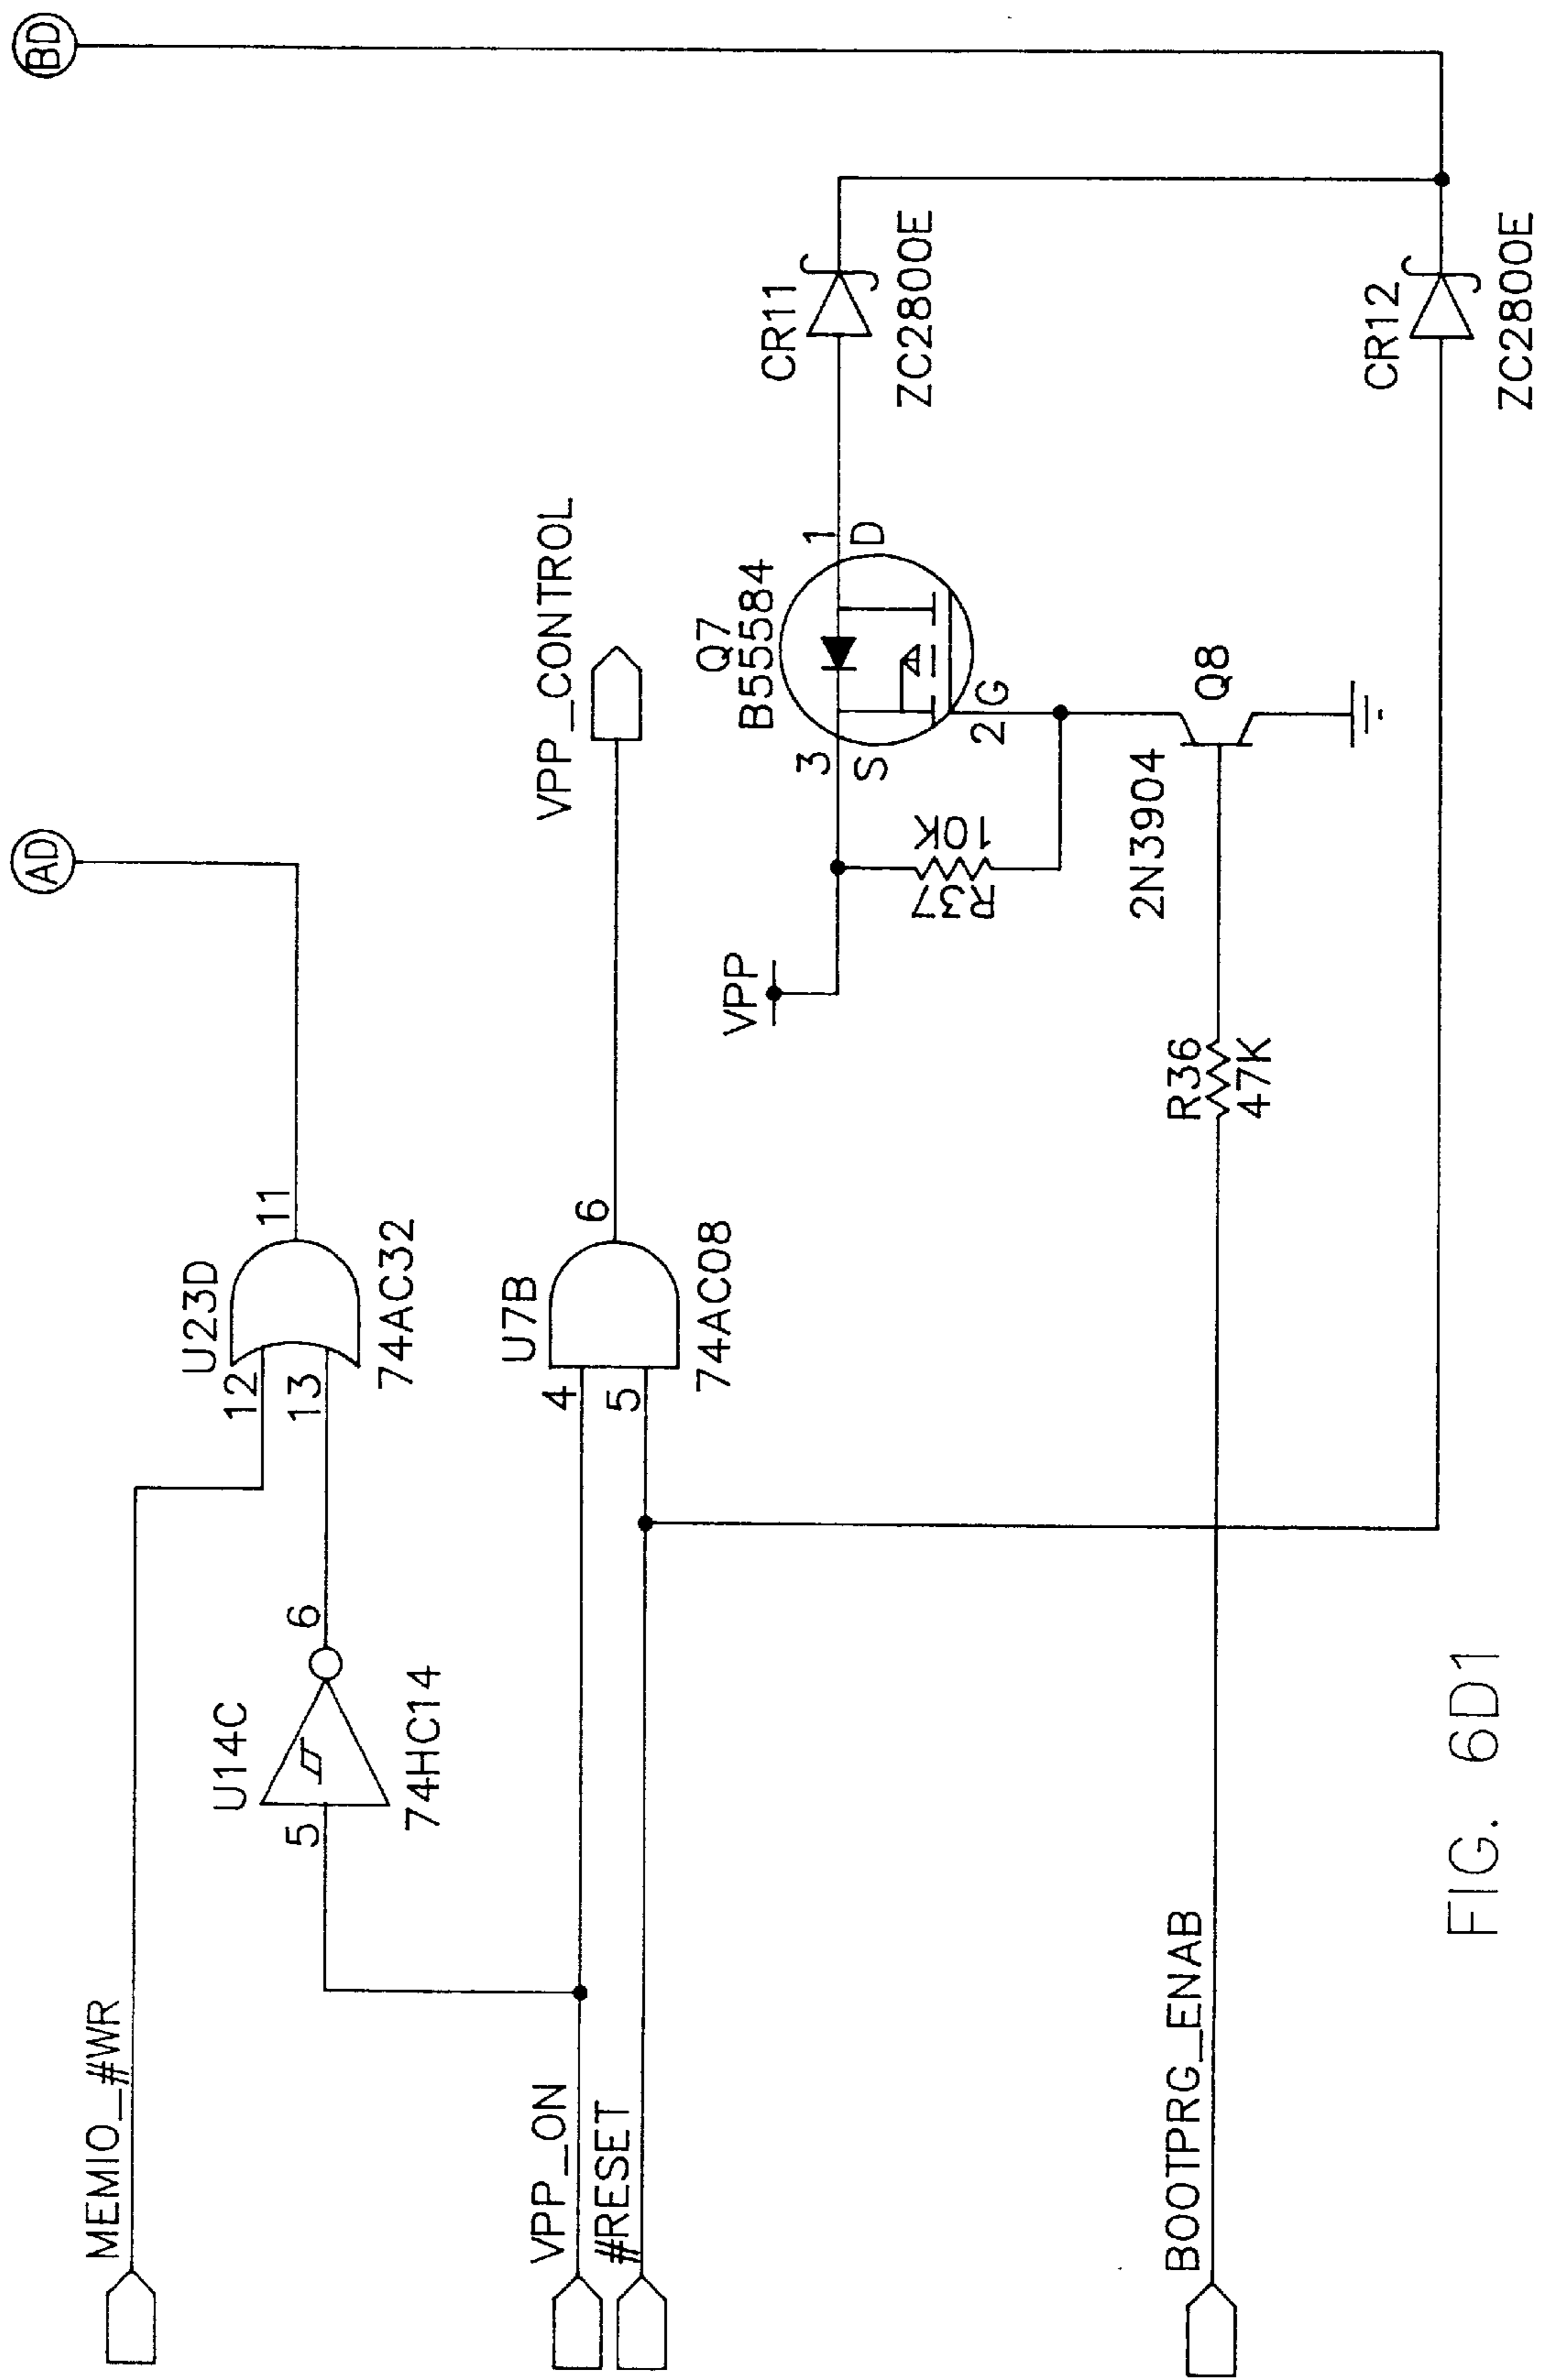 MEMIO_#WR
U14C
5
6
74HC14
U23D
12
13
11
74AC32
AD
BD
VPP_ON
#RESET
U7B
4
5
6
74AC08
VPP_CONTROL
VPP
R37
10K
Q7
B55584
3
S
1
D
2
G
CR11
ZC2800E
BOOTPRG_ENAB
R36
47K
2N3904
Q8
CR12
ZC2800E
FIG. 6D1